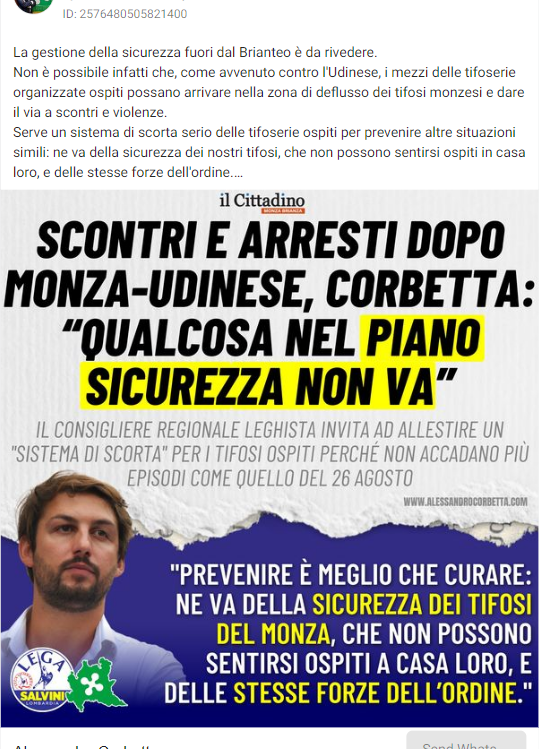 ID: 2576480505821400
La gestione della sicurezza fuori dal Brianteo è da rivedere.
Non è possibile infatti che, come avvenuto contro l'Udinese, i mezzi delle tifoserie
organizzate ospiti possano arrivare nella zona di deflusso dei tifosi monzesi e dare
il via a scontri e violenze.
Serve un sistema di scorta serio delle tifoserie ospiti per prevenire altre situazioni
simili: ne va della sicurezza dei nostri tifosi, che non possono sentirsi ospiti in casa
loro, e delle stesse forze dell'ordine....
il Cittadino
MONZA BRIANZA
SCONTRI E ARRESTI DOPO
MONZA-UDINESE, CORBETTA:
“QUALCOSA NEL PIANO
SICUREZZA NON VA”
IL CONSIGLIERE REGIONALE LEGHISTA INVITA AD ALLESTIRE UN
"SISTEMA DI SCORTA" PER I TIFOSI OSPITI PERCHÉ NON ACCADANO PIÙ
EPISODI COME QUELLO DEL 26 AGOSTO
WWW.ALESSANDROCORBETTA.COM
"PREVENIRE È MEGLIO CHE CURARE:
NE VA DELLA SICUREZZA DEI TIFOSI
DEL MONZA, CHE NON POSSONO
SENTIRSI OSPITI A CASA LORO, E
DELLE STESSE FORZE DELL’ORDINE."
LEGA
SALVINI
LOMBARDIA